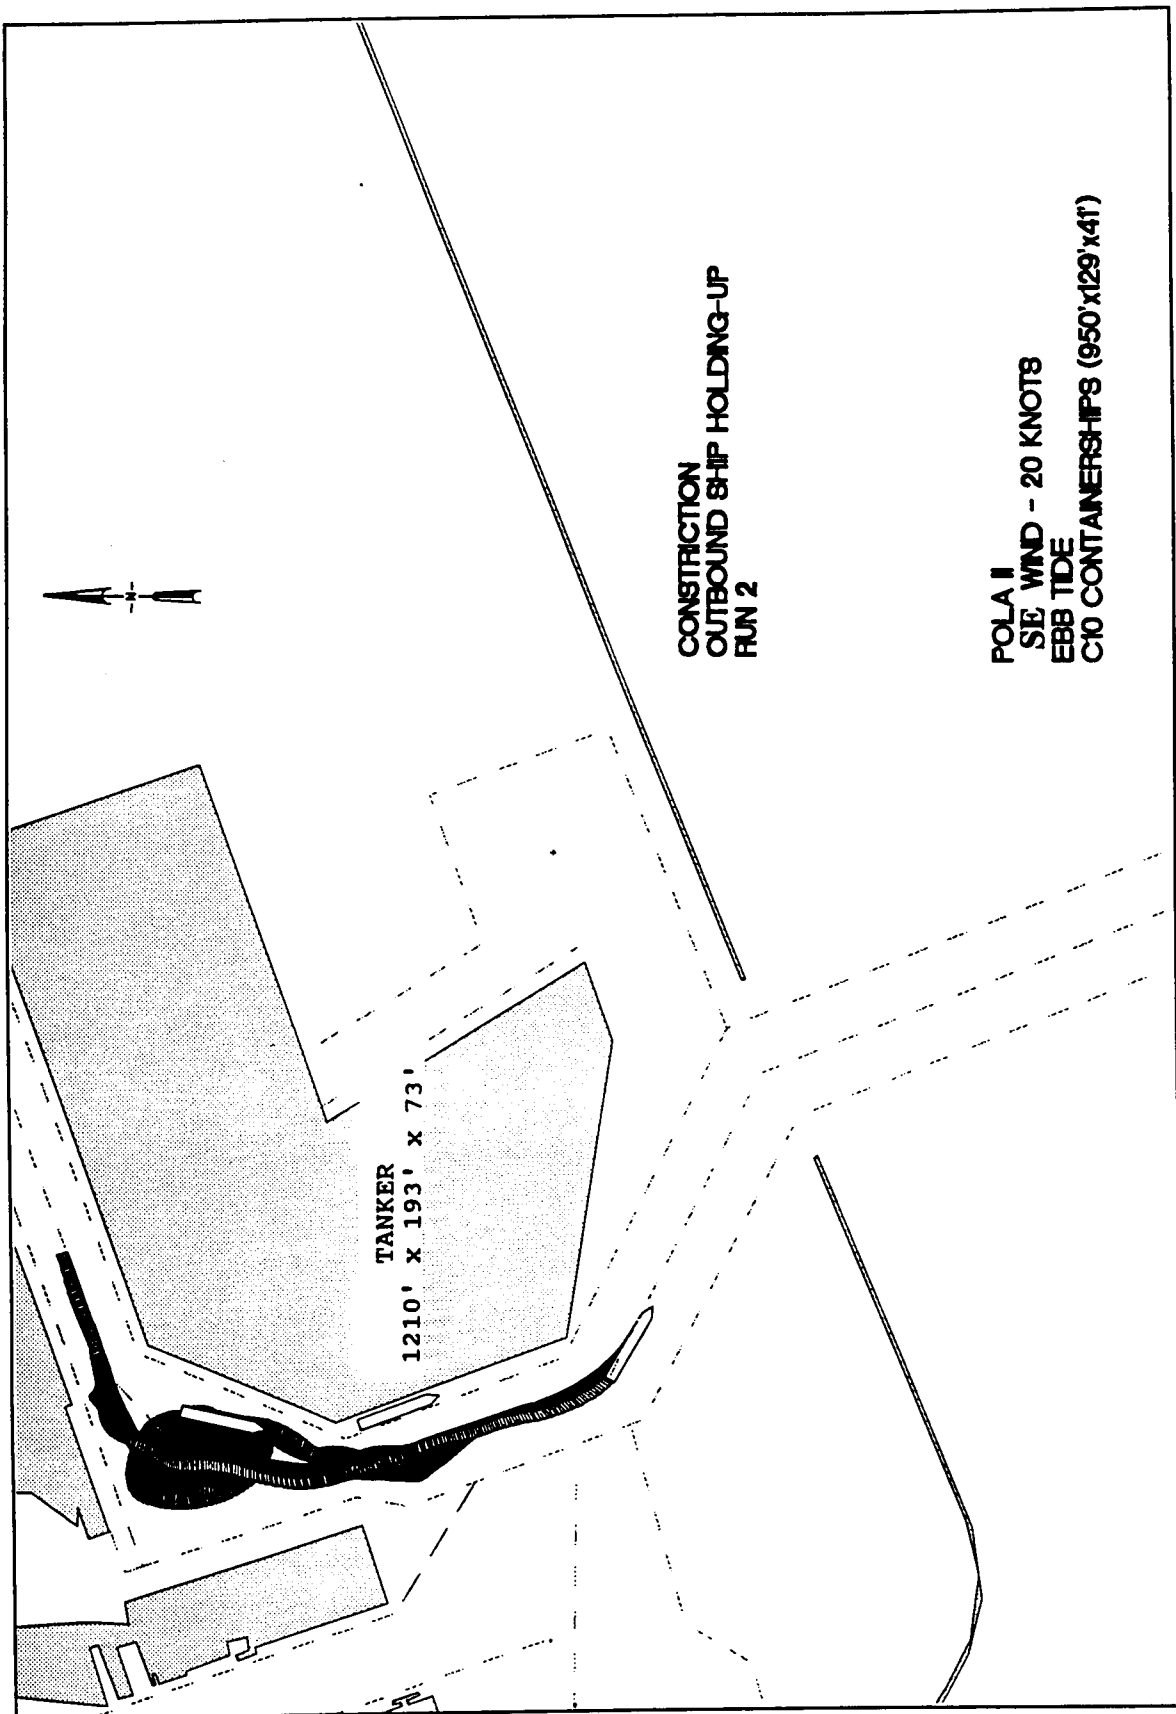 TANKER
1210' x 193' x 73'
CONSTRICTION
OUTBOUND SHIP HOLDING-UP
RUN 2
POLA II
SE WIND - 20 KNOTS
EBB TIDE
C10 CONTAINERSHIPS (950'x129'x41')
N